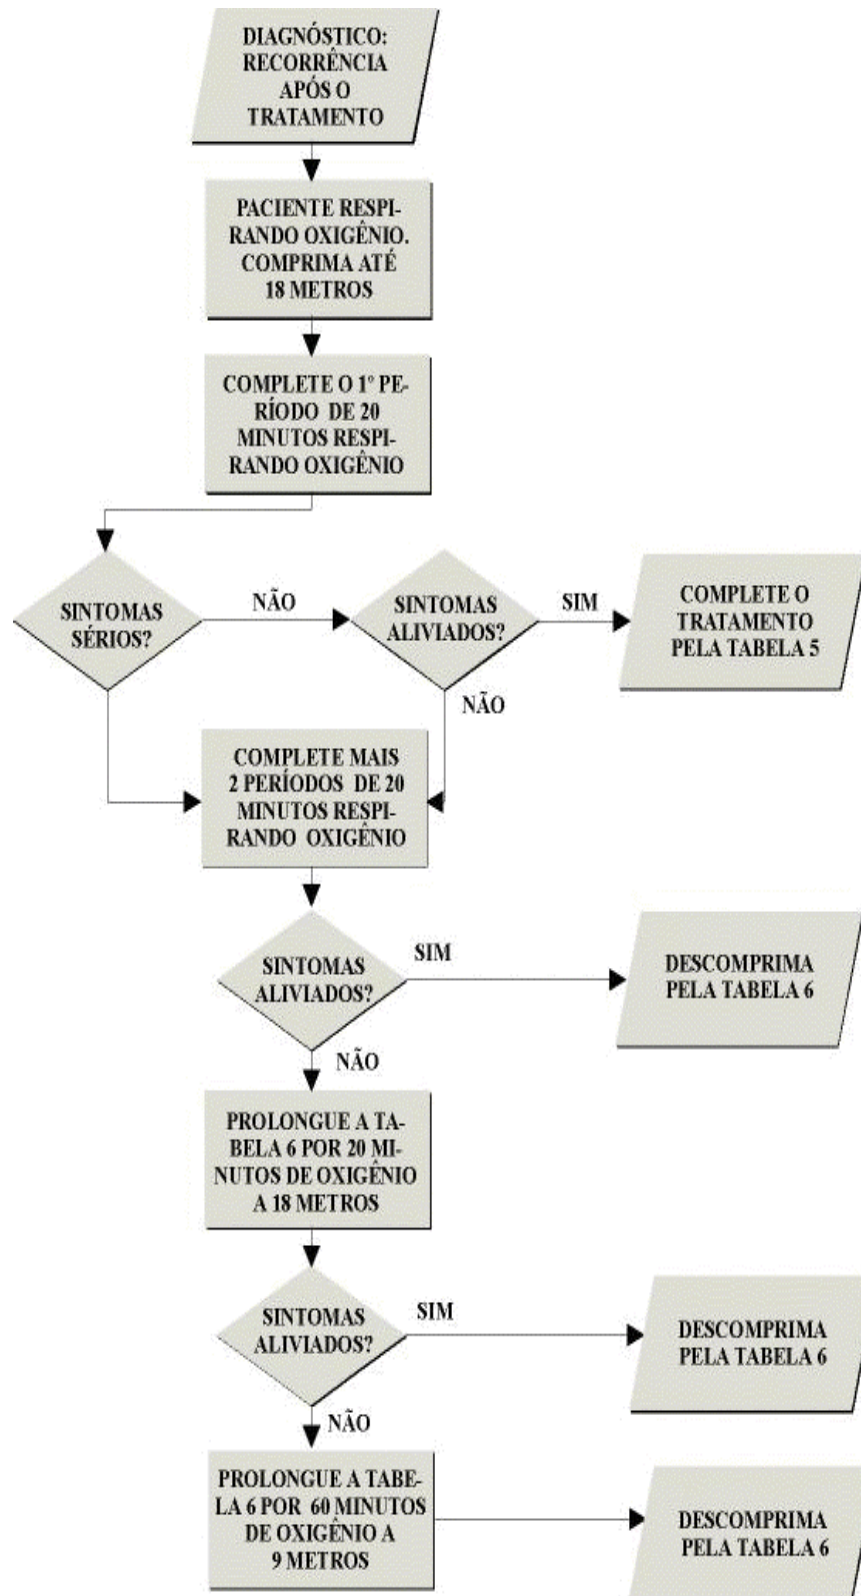 DIAGNÓSTICO:
RECORRÊNCIA
APÓS O
TRATAMENTO
PACIENTE RESPI-
RANDO OXIGÊNIO.
COMPRIMA ATÉ
18 METROS
COMPLETE O 1º PE-
RÍODO DE 20
MINUTOS RESPI-
RANDO OXIGÊNIO
SINTOMAS
SÉRIOS?
NÃO
SINTOMAS
ALIVIADOS?
SIM
COMPLETE O
TRATAMENTO
PELA TABELA 5
NÃO
COMPLETE MAIS
2 PERÍODOS DE 20
MINUTOS RESPI-
RANDO OXIGÊNIO
SINTOMAS
ALIVIADOS?
SIM
DESCOMPRIMA
PELA TABELA 6
NÃO
PROLONGUE A TA-
BELA 6 POR 20 MI-
NUTOS DE OXIGÊNIO
A 18 METROS
SINTOMAS
ALIVIADOS?
SIM
DESCOMPRIMA
PELA TABELA 6
NÃO
PROLONGUE A TABE-
LA 6 POR 60 MINUTOS
DE OXIGÊNIO A
9 METROS
DESCOMPRIMA
PELA TABELA 6